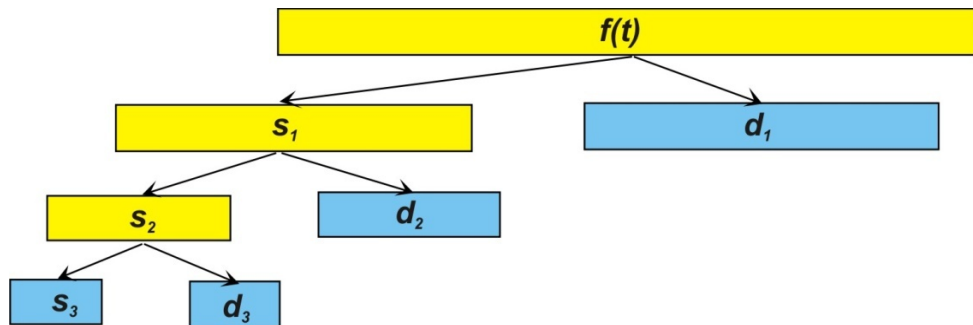 f(t)
s₁ d₁
s₂ d₂
s₃ d₃